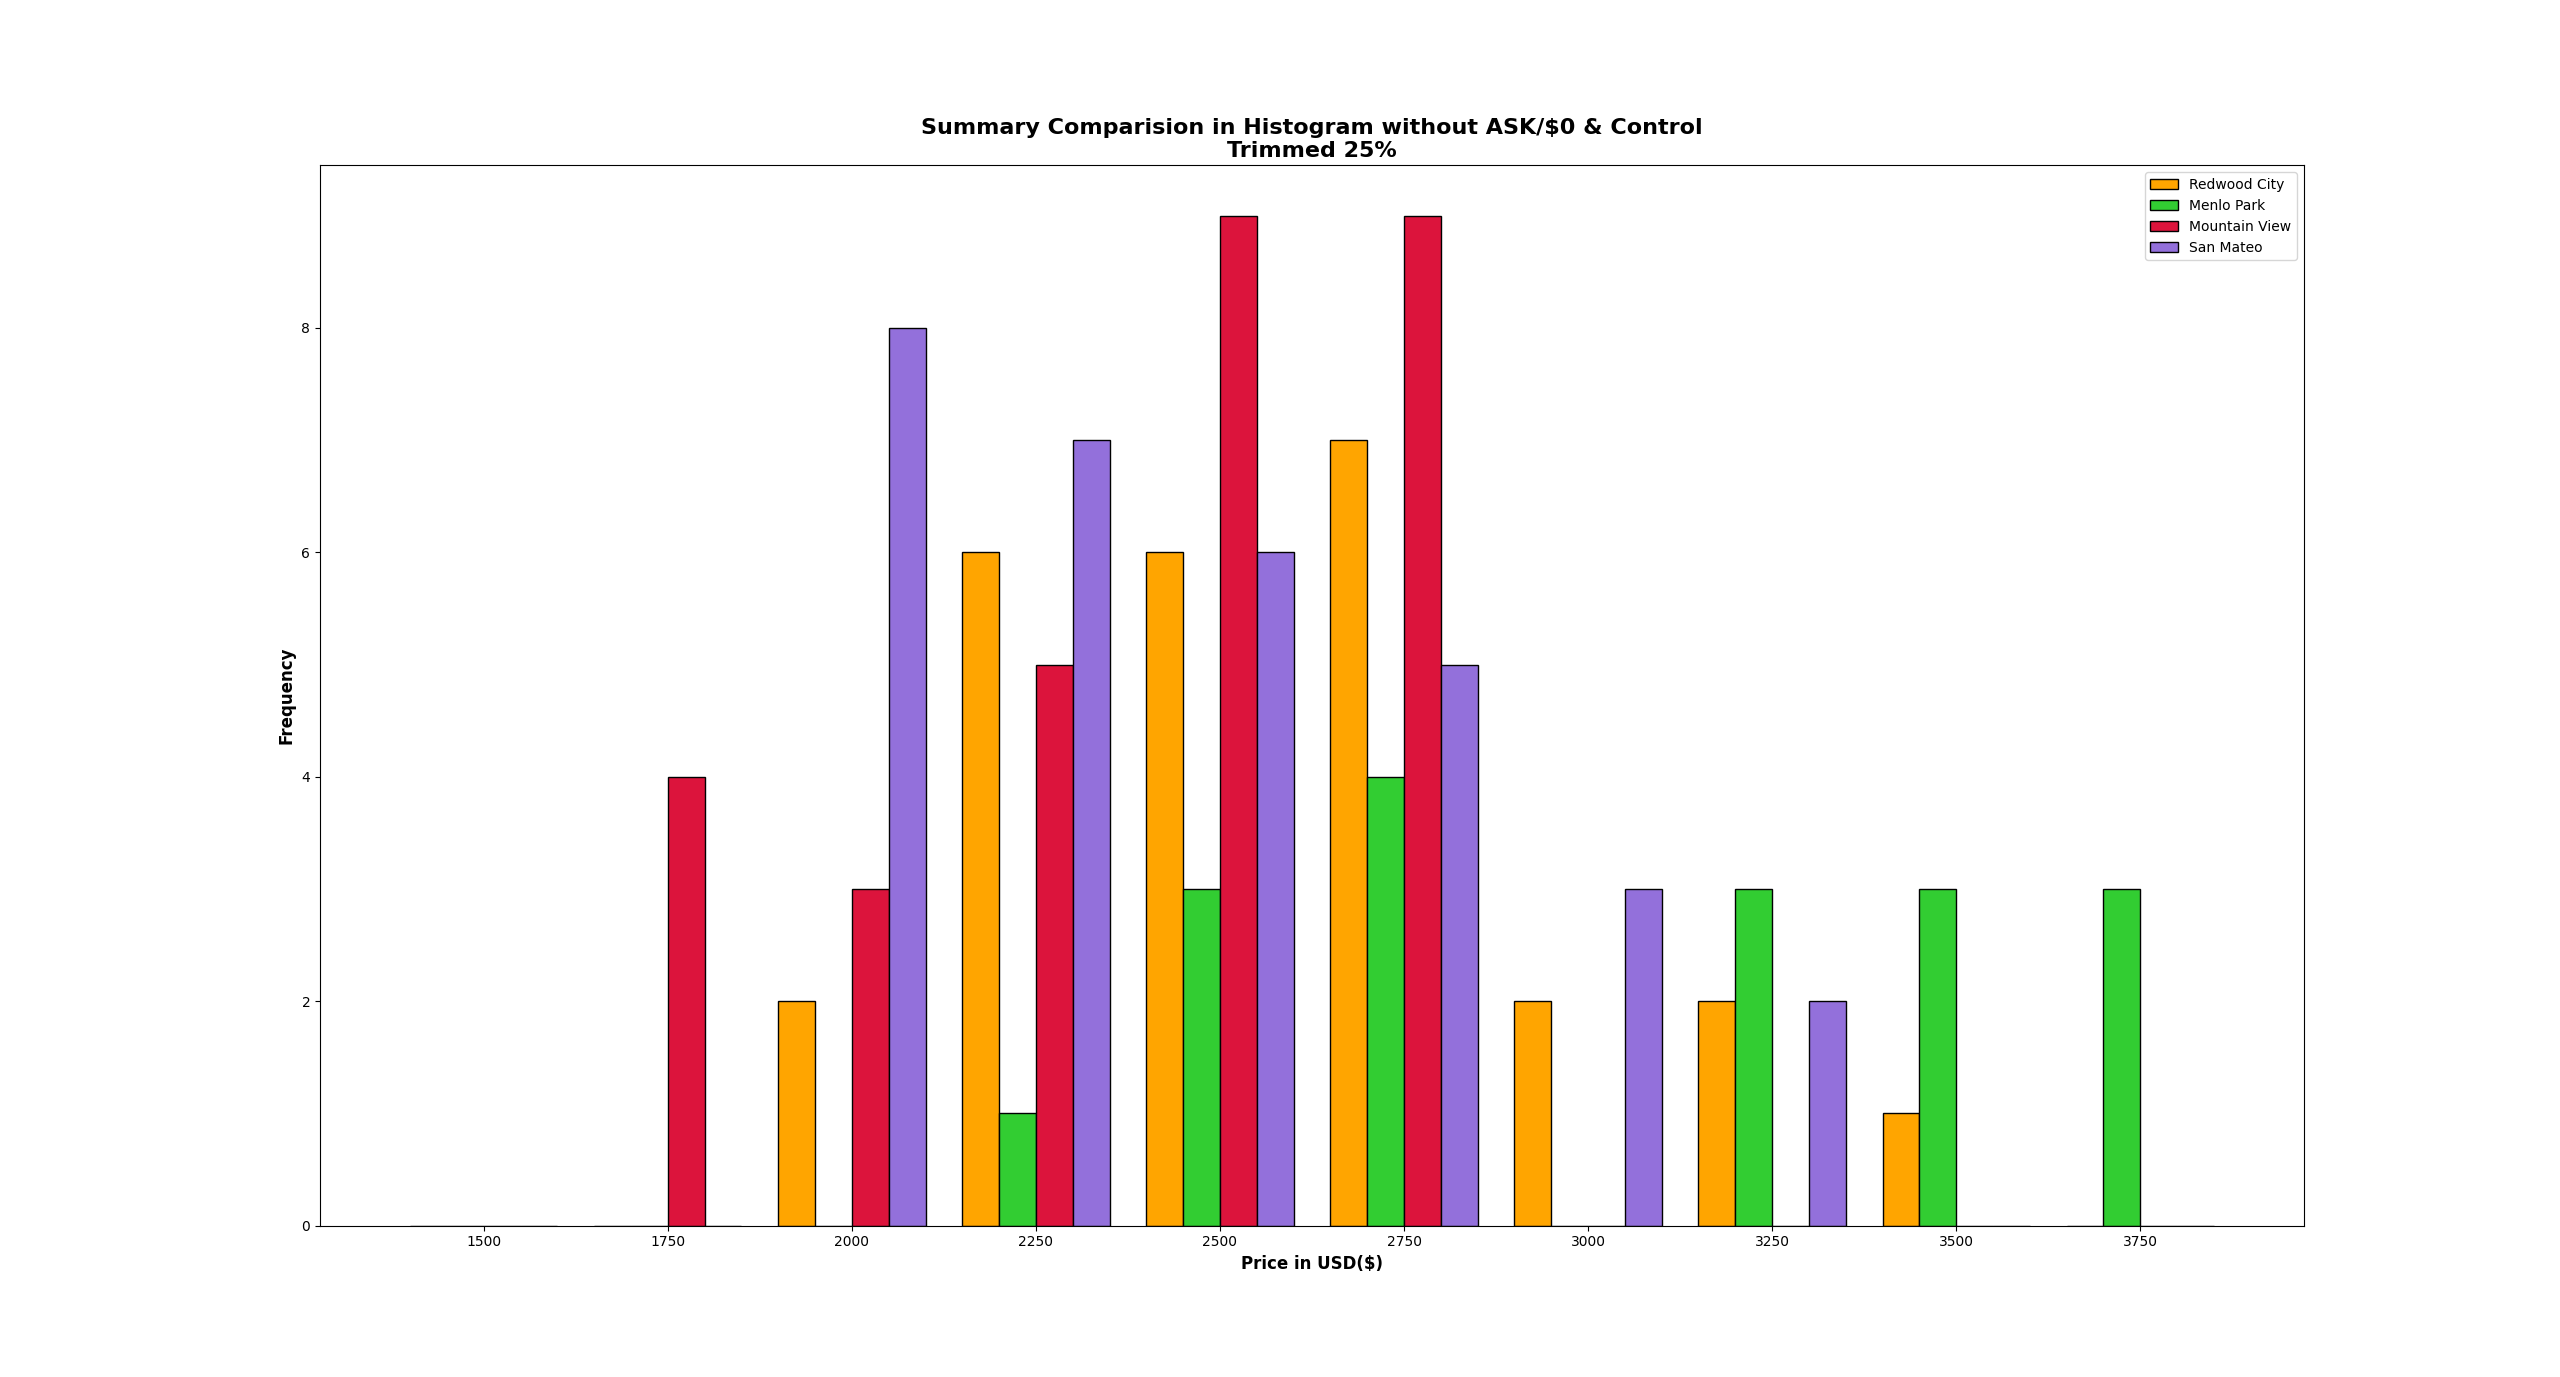 Summary Comparision in Histogram without ASK/$0 & Control
Trimmed 25%
Redwood City
Menlo Park
Mountain View
San Mateo
Frequency
8
6
4
2
0
1500 1750 2000 2250 2500 2750 3000 3250 3500 3750
Price in USD($)